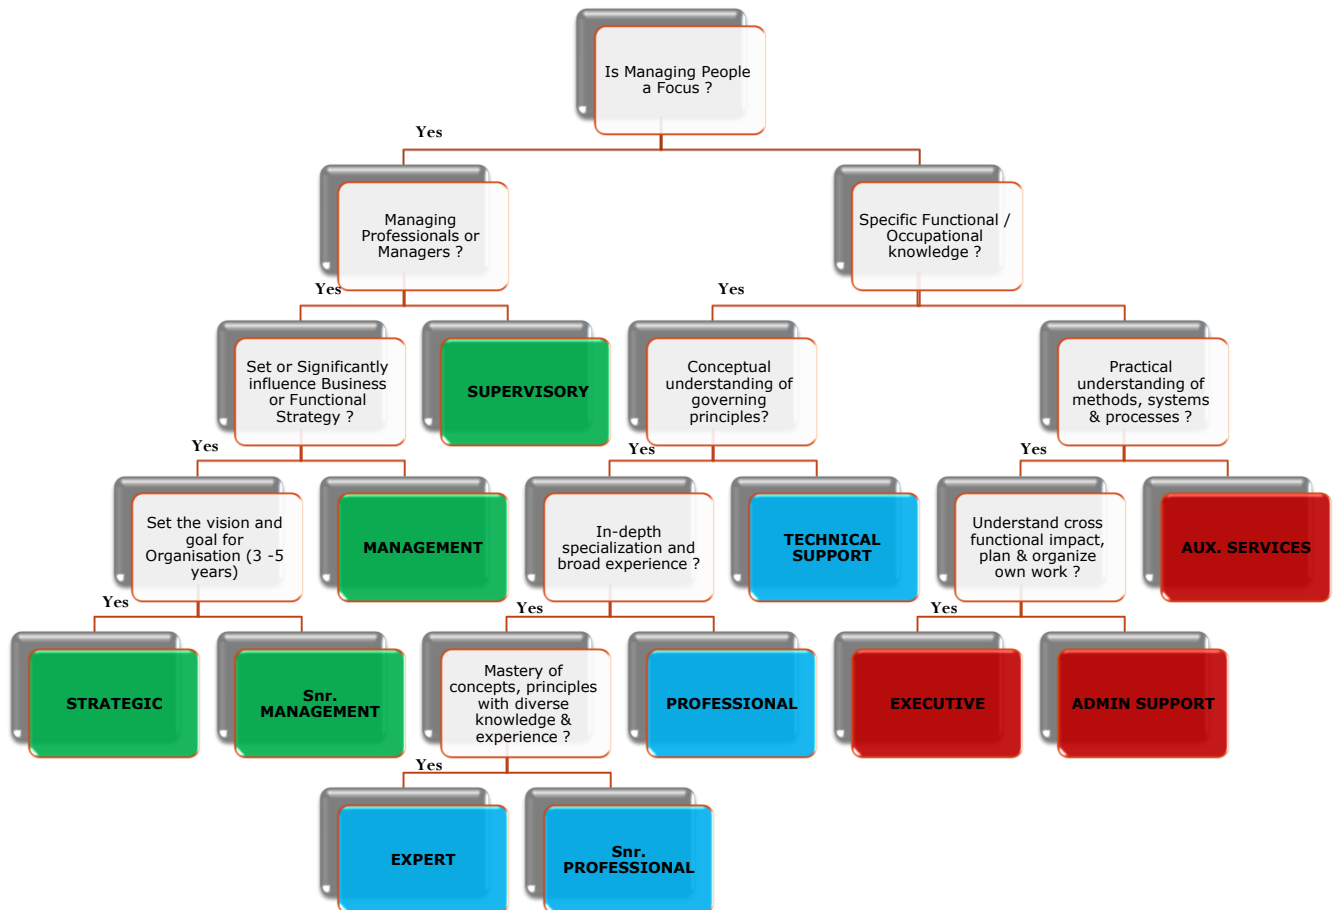 Is Managing People
a Focus ?
Yes
Managing
Professionals or
Managers ?
Specific Functional /
Occupational
knowledge ?
Yes
Yes
Set or Significantly
influence Business
or Functional
Strategy ?
SUPERVISORY
Conceptual
understanding of
governing
principles?
Practical
understanding of
methods, systems
& processes ?
Yes
Yes
Yes
Set the vision and
goal for
Organisation (3 -5
years)
MANAGEMENT
In-depth
specialization and
broad experience ?
TECHNICAL
SUPPORT
Understand cross
functional impact,
plan & organize
own work ?
AUX. SERVICES
Yes
Yes
Yes
STRATEGIC
Snr.
MANAGEMENT
Mastery of
concepts, principles
with diverse
knowledge &
experience ?
PROFESSIONAL
EXECUTIVE
ADMIN SUPPORT
Yes
EXPERT
Snr.
PROFESSIONAL